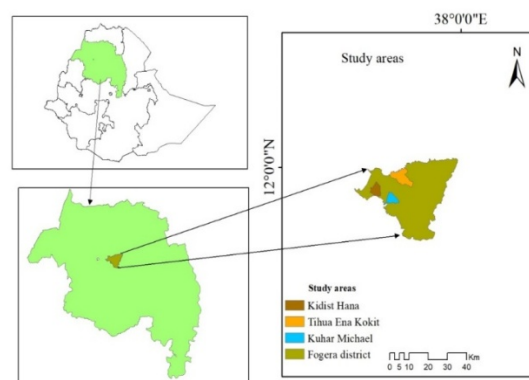 38°0'0"E
N
Study areas
12°0'0"N
Study areas
Kidist Hana
Tihua Ena Kokit
Kuhar Michael
Fogera district
0 5 10 20 30 40
Km